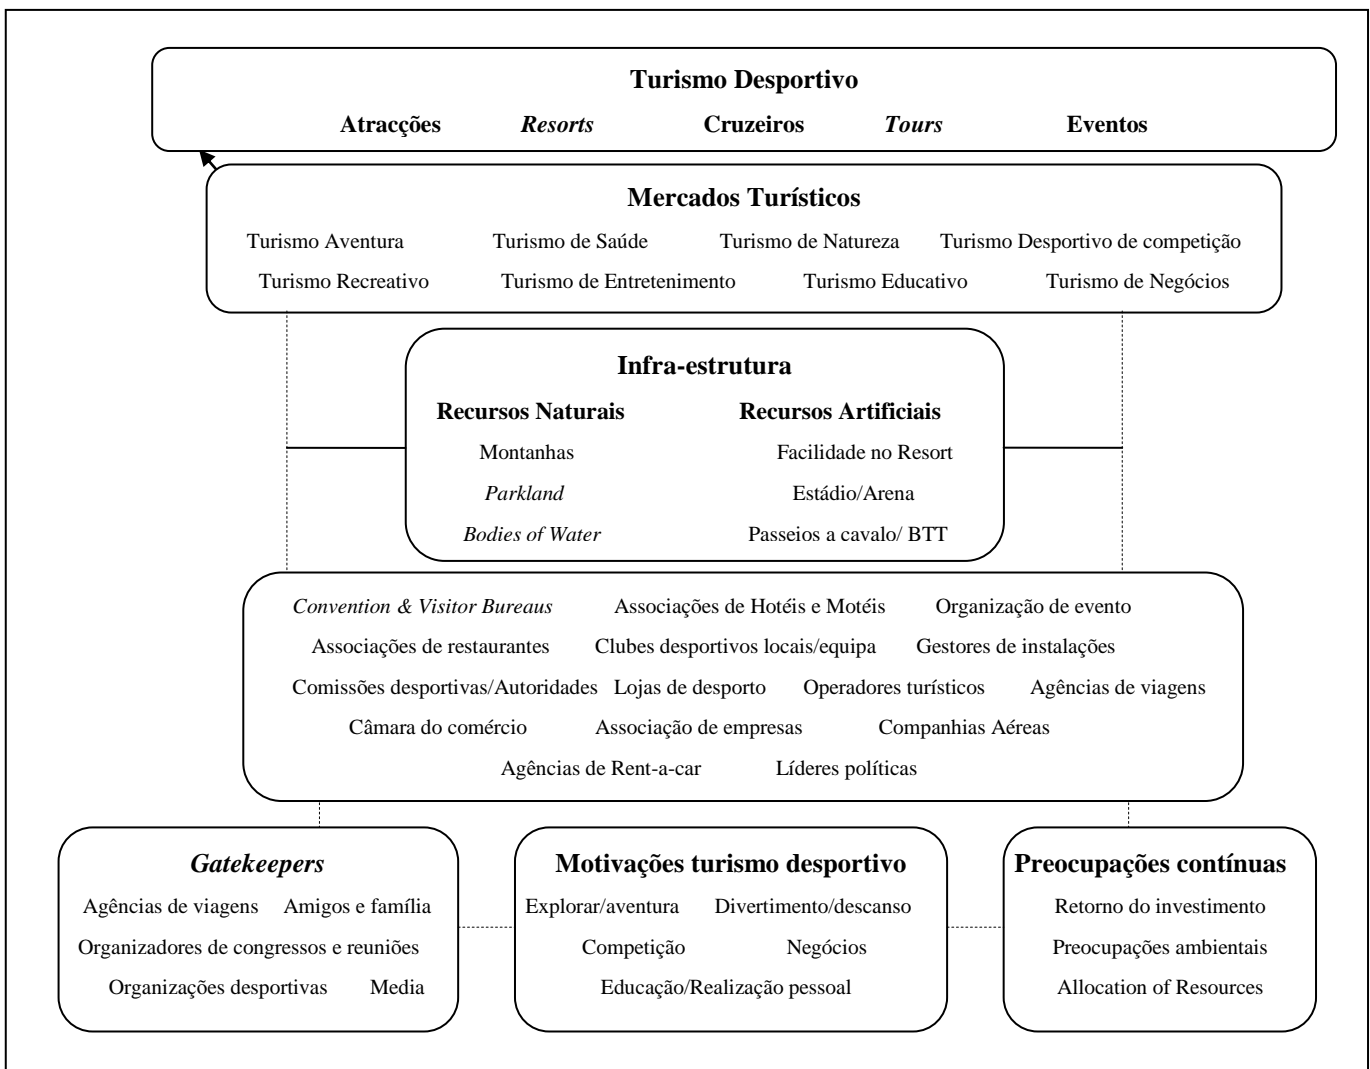 Turismo Desportivo
Atracções Resorts Cruzeiros Tours Eventos
Mercados Turísticos
Turismo Aventura Turismo de Saúde Turismo de Natureza Turismo Desportivo de competição
Turismo Recreativo Turismo de Entretenimento Turismo Educativo Turismo de Negócios
Infra-estrutura
Recursos Naturais Recursos Artificiais
Montanhas Facilidade no Resort
Parkland Estádio/Arena
Bodies of Water Passeios a cavalo/ BTT
Convention & Visitor Bureaus Associações de Hotéis e Motéis Organização de evento
Associações de restaurantes Clubes desportivos locais/equipa Gestores de instalações
Comissões desportivas/Autoridades Lojas de desporto Operadores turísticos Agências de viagens
Câmara do comércio Associação de empresas Companhias Aéreas
Agências de Rent-a-car Líderes políticas
Gatekeepers
Agências de viagens Amigos e família
Organizadores de congressos e reuniões
Organizações desportivas Media
Motivações turismo desportivo
Explorar/aventura Divertimento/descanso
Competição Negócios
Educação/Realização pessoal
Preocupações contínuas
Retorno do investimento
Preocupações ambientais
Allocation of Resources